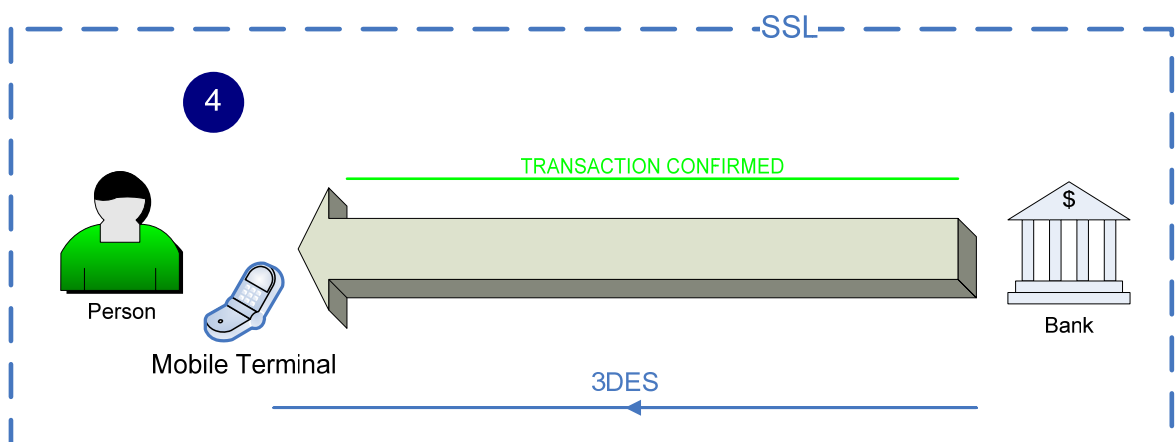 SSL
4
TRANSACTION CONFIRMED
$
Person
Bank
Mobile Terminal
3DES